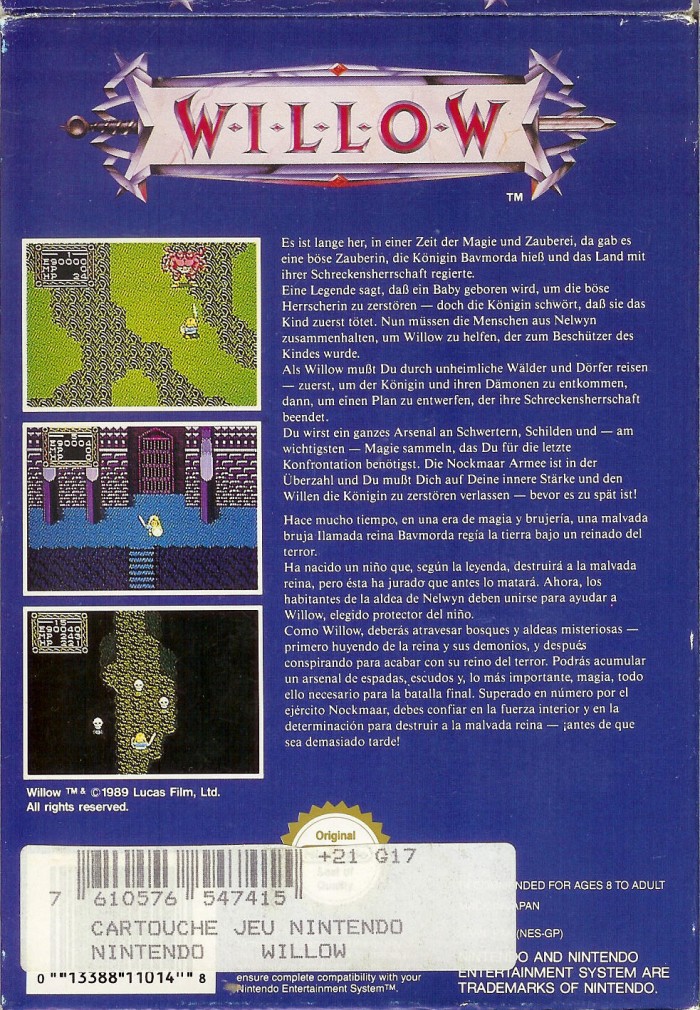 W·I·L·L·O·W
TM
Es ist lange her, in einer Zeit der Magie und Zauberei, da gab es
eine böse Zauberin, die Königin Bavmorda hieß und das Land mit
ihrer Schreckensherrschaft regierte.
Eine Legende sagt, daß ein Baby geboren wird, um die böse
Herrscherin zu zerstören — doch die Königin schwört, daß sie das
Kind zuerst tötet. Nun müssen die Menschen aus Nelwyn
zusammenhalten, um Willow zu helfen, der zum Beschützer des
Kindes wurde.
Als Willow mußt Du durch unheimliche Wälder und Dörfer reisen
— zuerst, um der Königin und ihren Dämonen zu entkommen,
dann, um einen Plan zu entwerfen, der ihre Schreckensherrschaft
beendet.
Du wirst ein ganzes Arsenal an Schwertern, Schilden und — am
wichtigsten — Magie sammeln, das Du für die letzte
Konfrontation benötigst. Die Nockmaar Armee ist in der
Überzahl und Du mußt Dich auf Deine innere Stärke und den
Willen die Königin zu zerstören verlassen — bevor es zu spät ist!
Hace mucho tiempo, en una era de magia y brujería, una malvada
bruja llamada reina Bavmorda regía la tierra bajo un reinado del
terror.
Ha nacido un niño que, según la leyenda, destruirá a la malvada
reina, pero ésta ha jurado que antes lo matará. Ahora, los
habitantes de la aldea de Nelwyn deben unirse para ayudar a
Willow, elegido protector del niño.
Como Willow, deberás atravesar bosques y aldeas misteriosas —
primero huyendo de la reina y sus demonios, y después
conspirando para acabar con su reino del terror. Podrás acumular
un arsenal de espadas, escudos y, lo más importante, magia, todo
ello necesario para la batalla final. Superado en número por el
ejército Nockmaar, debes confiar en la fuerza interior y en la
determinación para destruir a la malvada reina — ¡antes de que
sea demasiado tarde!
Willow ™ & ©1989 Lucas Film, Ltd.
All rights reserved.
Original
+21 G17
7 610576 547415
CARTOUCHE JEU NINTENDO
NINTENDO WILLOW
0 13388 11014 8
ensure complete compatibility with your
Nintendo Entertainment System™.
NDED FOR AGES 8 TO ADULT
APAN
(NES-GP)
NINTENDO AND NINTENDO
ENTERTAINMENT SYSTEM ARE
TRADEMARKS OF NINTENDO.